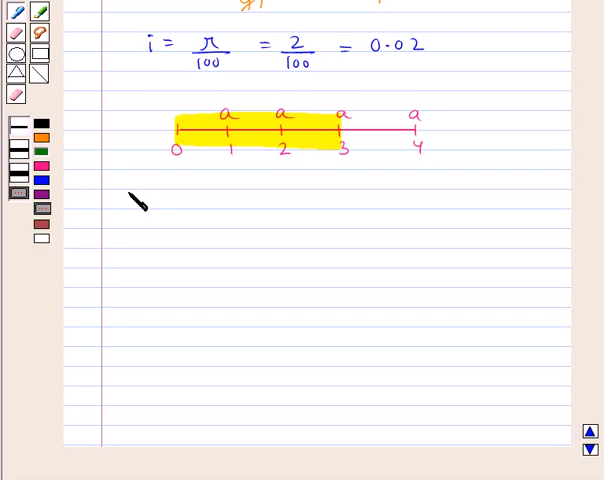 i = r/100 = 2/100 = 0.02
a a a a
0 1 2 3 4